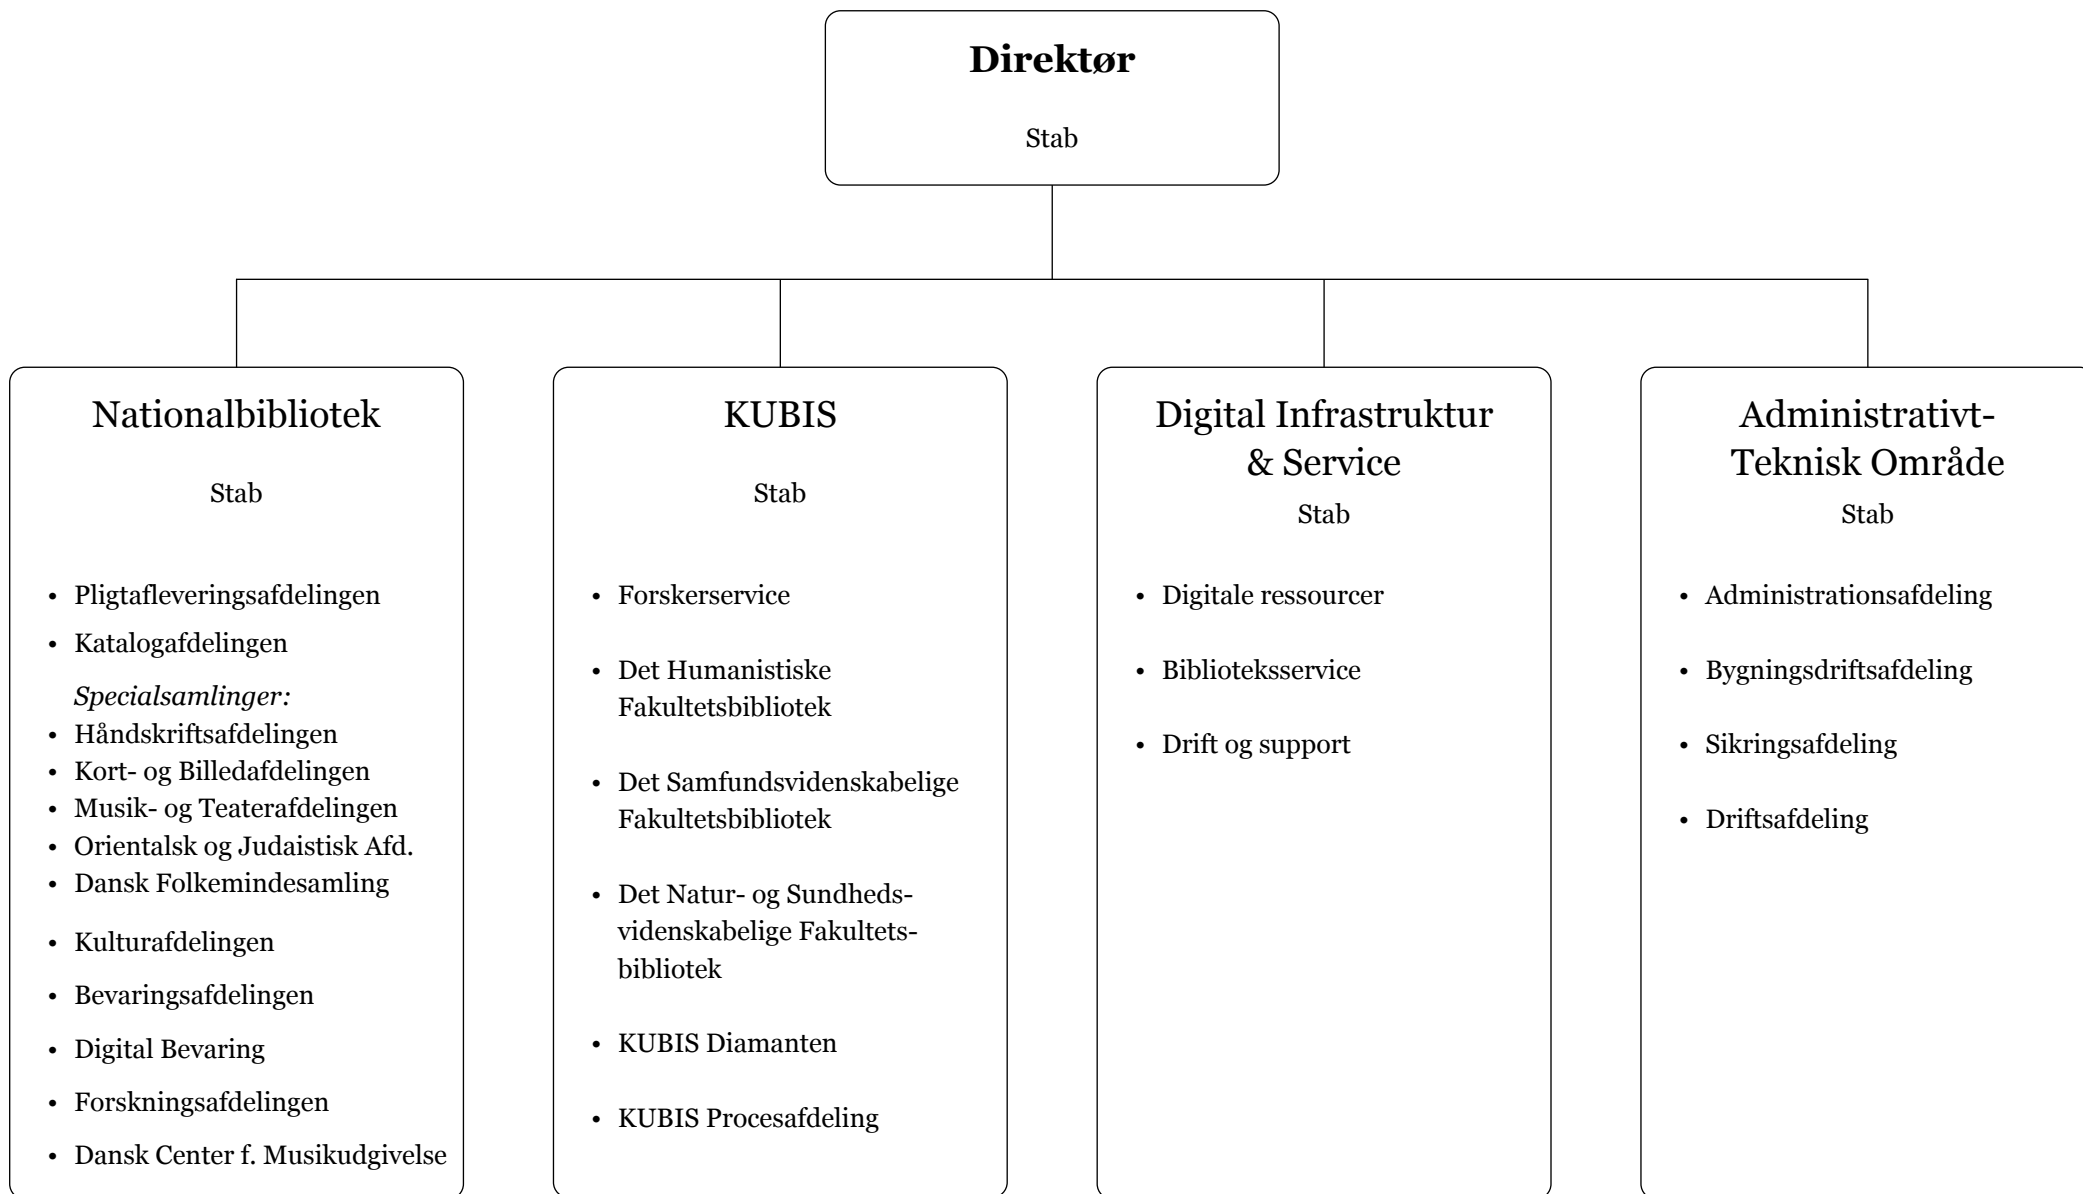 Direktør
Stab
Nationalbibliotek
Stab
• Pligtafleveringsafdelingen
• Katalogafdelingen
Specialsamlinger:
• Håndskriftsafdelingen
• Kort- og Billedafdelingen
• Musik- og Teaterafdelingen
• Orientalsk og Judaistisk Afd.
• Dansk Folkemindesamling
• Kulturafdelingen
• Bevaringsafdelingen
• Digital Bevaring
• Forskningsafdelingen
• Dansk Center f. Musikudgivelse
KUBIS
Stab
• Forskerservice
• Det Humanistiske
Fakultetsbibliotek
• Det Samfundsvidenskabelige
Fakultetsbibliotek
• Det Natur- og Sundheds-
videnskabelige Fakultets-
bibliotek
• KUBIS Diamanten
• KUBIS Procesafdeling
Digital Infrastruktur
& Service
Stab
• Digitale ressourcer
• Biblioteksservice
• Drift og support
Administrativt-
Teknisk Område
Stab
• Administrationsafdeling
• Bygningsdriftsafdeling
• Sikringsafdeling
• Driftsafdeling